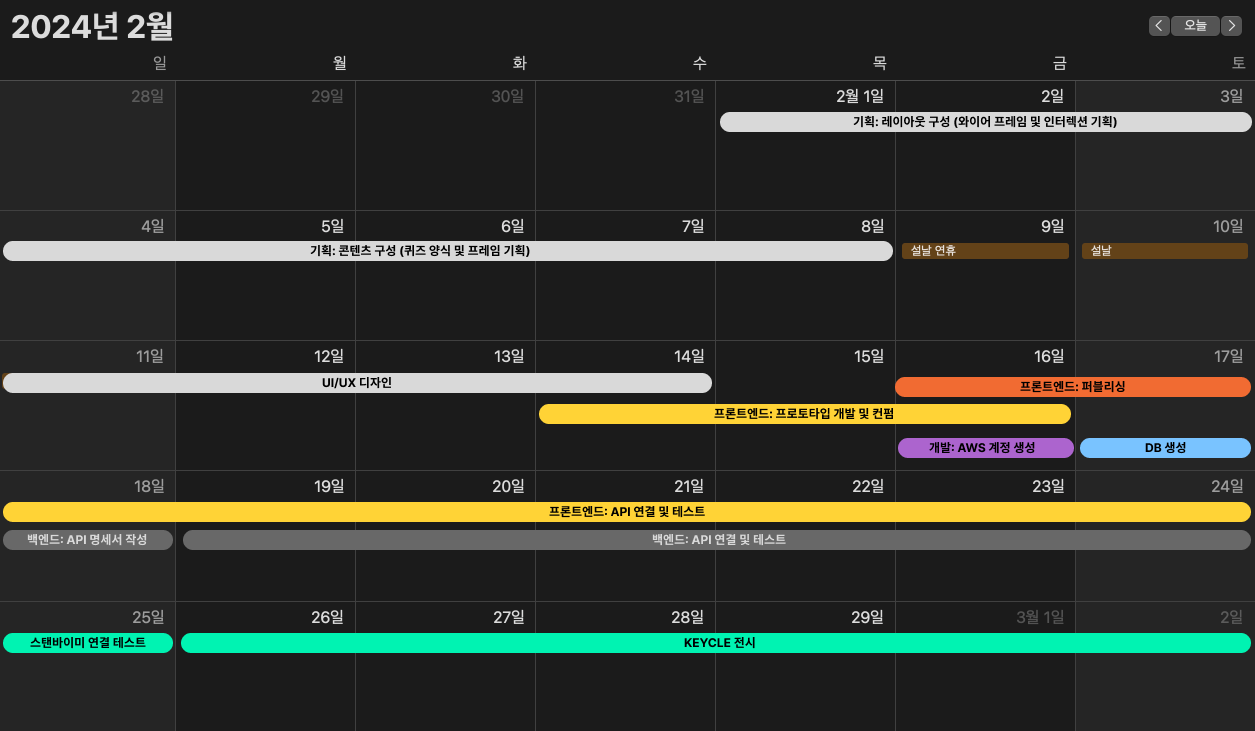 2024년 2월
오늘
일 월 화 수 목 금 토
28일 29일 30일 31일 2월 1일 2일 3일
기획: 레이아웃 구성 (와이어 프레임 및 인터렉션 기획)
4일 5일 6일 7일 8일 9일 10일
기획: 콘텐츠 구성 (퀴즈 양식 및 프레임 기획) 설날 연휴 설날
11일 12일 13일 14일 15일 16일 17일
UI/UX 디자인 프론트엔드: 퍼블리싱
프론트엔드: 프로토타입 개발 및 컨펌
개발: AWS 계정 생성 DB 생성
18일 19일 20일 21일 22일 23일 24일
프론트엔드: API 연결 및 테스트
백엔드: API 명세서 작성 백엔드: API 연결 및 테스트
25일 26일 27일 28일 29일 3월 1일 2일
스탠바이미 연결 테스트 KEYCLE 전시